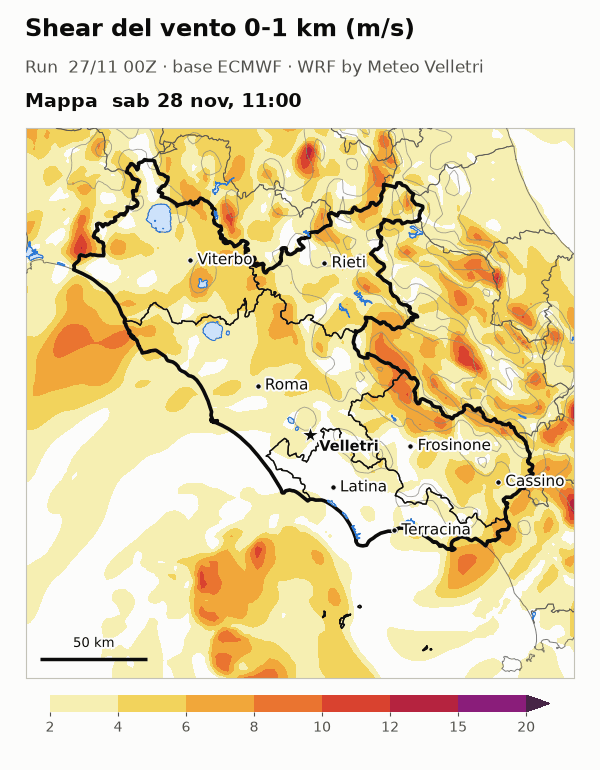 Shear del vento 0-1 km (m/s)
Run 27/11 00Z · base ECMWF · WRF by Meteo Velletri
Mappa sab 28 nov, 11:00
Viterbo
Rieti
Roma
Velletri
Frosinone
Latina
Cassino
Terracina
50 km
2 4 6 8 10 12 15 20